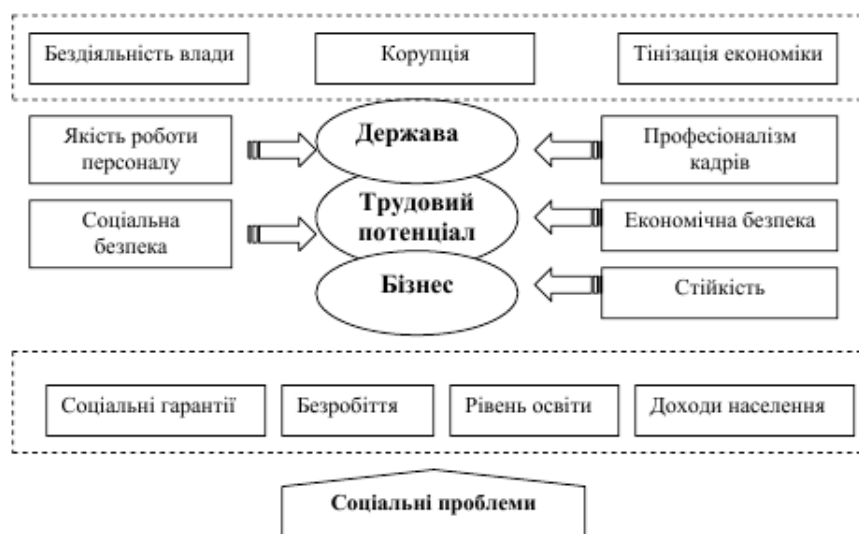 Бездіяльність влади
Корупція
Тінізація економіки
Якість роботи
персоналу
Держава
Професіоналізм
кадрів
Соціальна
безпека
Трудовий
потенціал
Економічна безпека
Бізнес
Стійкість
Соціальні гарантії
Безробіття
Рівень освіти
Доходи населення
Соціальні проблеми